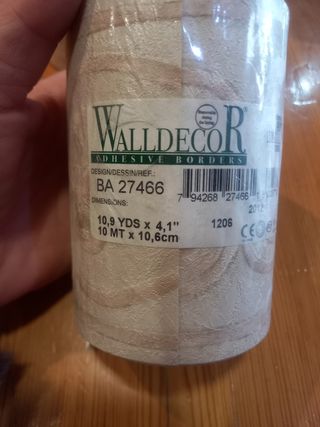 WALLDECOR®
ADHESIVE BORDERS
DESIGN/DESSIN/REF.:
BA 27466
7 94268 27466
DIMENSIONS:
10,9 YDS x 4,1"
10 MT x 10,6cm
1206
CE